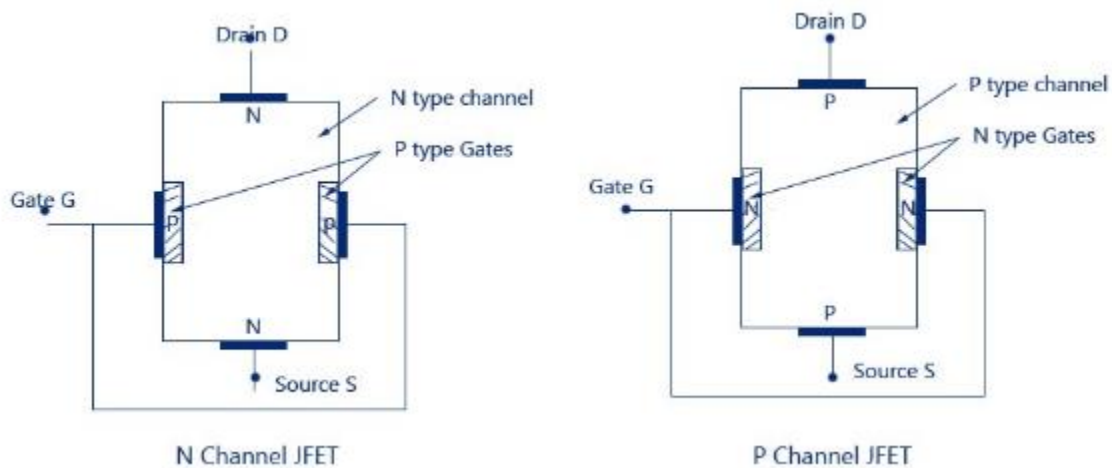 Drain D
N
N type channel
P type Gates
Gate G
P
P
N
Source S
N Channel JFET
Drain D
P
P type channel
N type Gates
Gate G
N
N
P
Source S
P Channel JFET